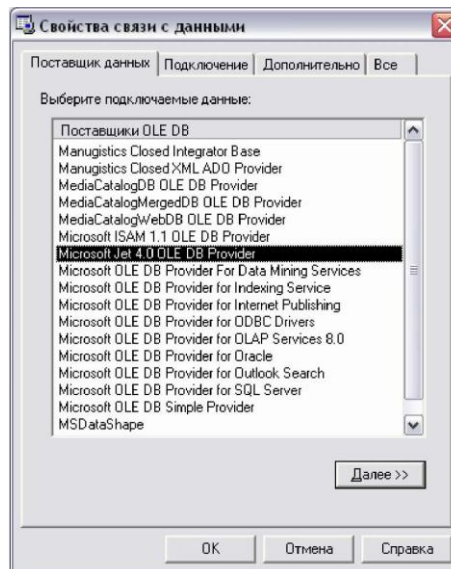 Свойства связи с данными
Поставщик данных Подключение Дополнительно Все
Выберите подключаемые данные:
Поставщики OLE DB
Manugistics Closed Integrator Base
Manugistics Closed XML ADO Provider
MediaCatalogDB OLE DB Provider
MediaCatalogMergedDB OLE DB Provider
MediaCatalogWebDB OLE DB Provider
Microsoft ISAM 1.1 OLE DB Provider
Microsoft Jet 4.0 OLE DB Provider
Microsoft OLE DB Provider For Data Mining Services
Microsoft OLE DB Provider for Indexing Service
Microsoft OLE DB Provider for Internet Publishing
Microsoft OLE DB Provider for ODBC Drivers
Microsoft OLE DB Provider for OLAP Services 8.0
Microsoft OLE DB Provider for Oracle
Microsoft OLE DB Provider for Outlook Search
Microsoft OLE DB Provider for SQL Server
Microsoft OLE DB Simple Provider
MSDataShape
Далее >>
OK Отмена Справка